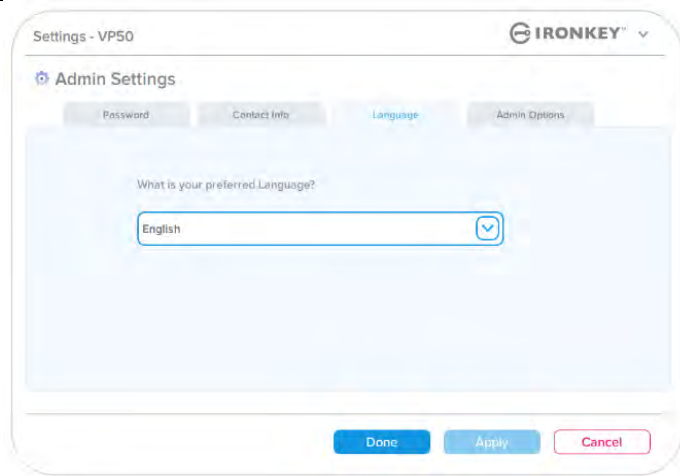 Settings - VP50
IRONKEY™
Admin Settings
Password
Contact Info
Language
Admin Options
What is your preferred Language?
English
Done
Apply
Cancel